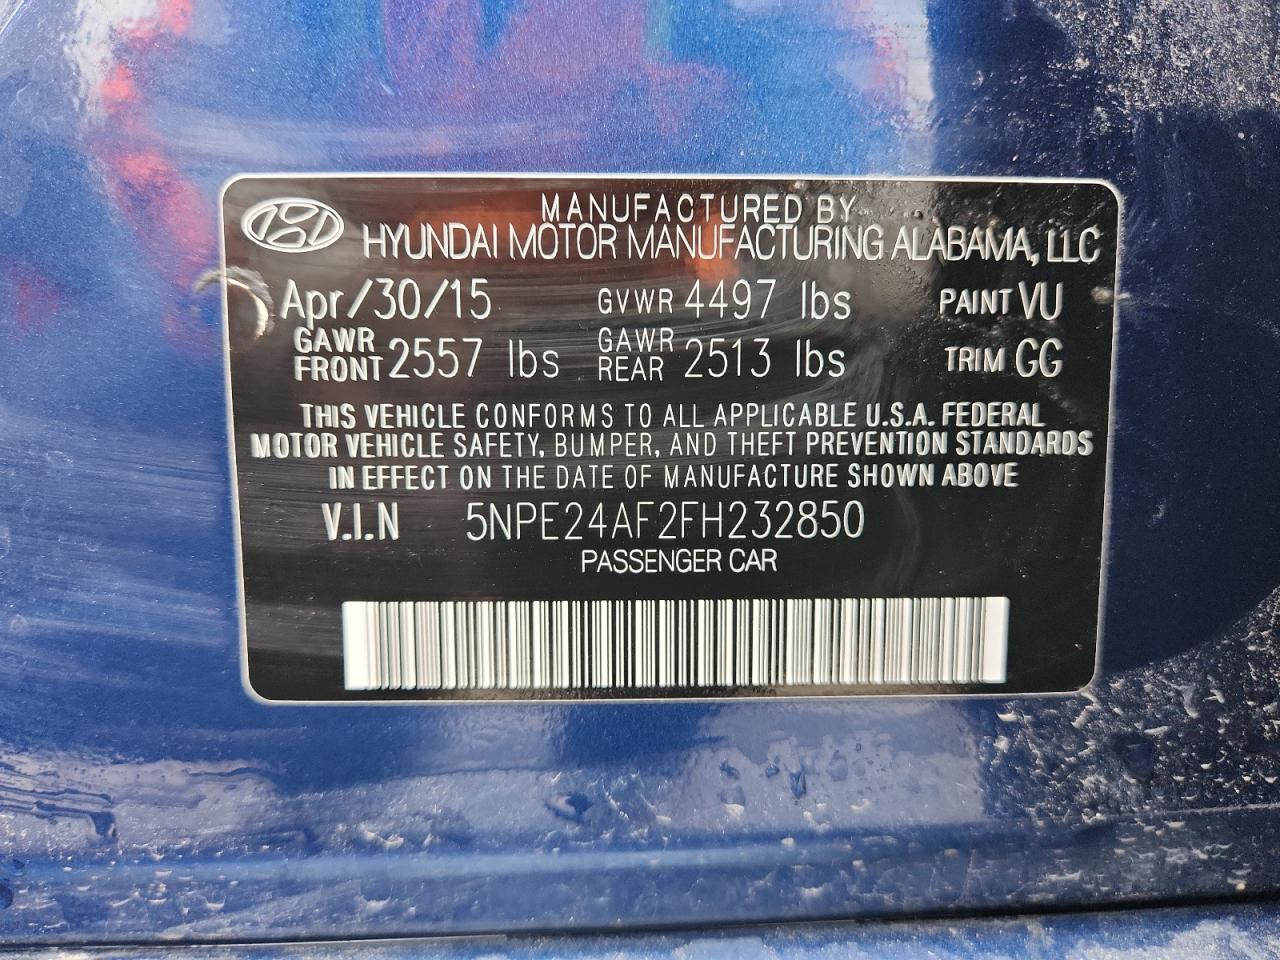 MANUFACTURED BY
HYUNDAI MOTOR MANUFACTURING ALABAMA, LLC
Apr/30/15 GVWR 4497 lbs PAINT VU
GAWR FRONT 2557 lbs GAWR REAR 2513 lbs TRIM GG
THIS VEHICLE CONFORMS TO ALL APPLICABLE U.S.A. FEDERAL
MOTOR VEHICLE SAFETY, BUMPER, AND THEFT PREVENTION STANDARDS
IN EFFECT ON THE DATE OF MANUFACTURE SHOWN ABOVE
V.I.N 5NPE24AF2FH232850
PASSENGER CAR